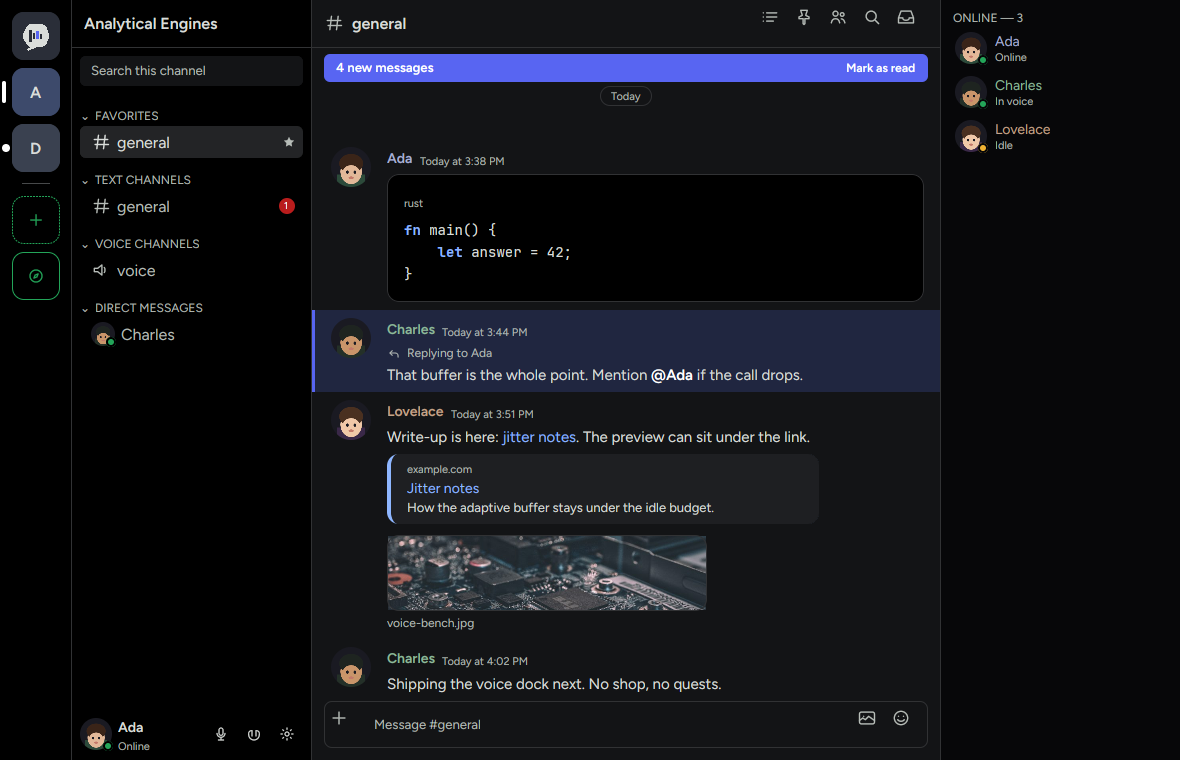 A
D
Analytical Engines
Search this channel
FAVORITES
general
TEXT CHANNELS
general
1
VOICE CHANNELS
voice
DIRECT MESSAGES
Charles
Ada
Online
# general
4 new messages
Mark as read
Today
Ada Today at 3:38 PM
rust
fn main() {
let answer = 42;
}
Charles Today at 3:44 PM
Replying to Ada
That buffer is the whole point. Mention @Ada if the call drops.
Lovelace Today at 3:51 PM
Write-up is here: jitter notes. The preview can sit under the link.
example.com
Jitter notes
How the adaptive buffer stays under the idle budget.
voice-bench.jpg
Charles Today at 4:02 PM
Shipping the voice dock next. No shop, no quests.
Message #general
ONLINE — 3
Ada
Online
Charles
In voice
Lovelace
Idle